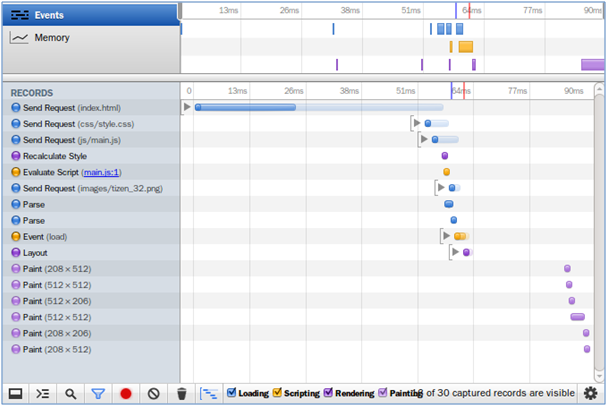 Events
Memory
13ms 26ms 38ms 51ms 64ms 77ms 90ms
RECORDS
0 13ms 26ms 38ms 51ms 64ms 77ms 90ms
Send Request (index.html)
Send Request (css/style.css)
Send Request (js/main.js)
Recalculate Style
Evaluate Script (main.js:1)
Send Request (images/tizen_32.png)
Parse
Parse
Event (load)
Layout
Paint (208 × 512)
Paint (512 × 512)
Paint (512 × 206)
Paint (512 × 512)
Paint (208 × 206)
Paint (208 × 512)
Loading Scripting Rendering Painting of 30 captured records are visible